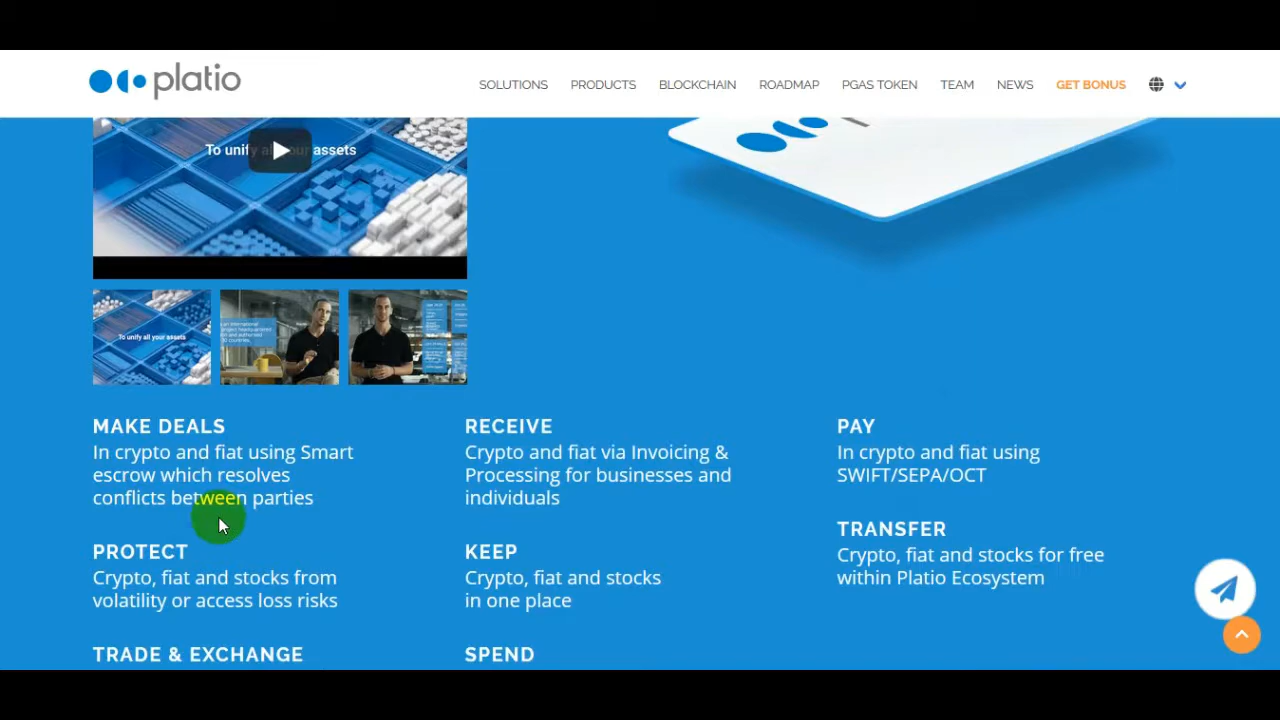 platio
SOLUTIONS PRODUCTS BLOCKCHAIN ROADMAP PGAS TOKEN TEAM NEWS GET BONUS
To unify all your assets
To unify all your assets
MAKE DEALS
In crypto and fiat using Smart
escrow which resolves
conflicts between parties
RECEIVE
Crypto and fiat via Invoicing &
Processing for businesses and
individuals
PAY
In crypto and fiat using
SWIFT/SEPA/OCT
PROTECT
Crypto, fiat and stocks from
volatility or access loss risks
KEEP
Crypto, fiat and stocks
in one place
TRANSFER
Crypto, fiat and stocks for free
within Platio Ecosystem
TRADE & EXCHANGE
SPEND